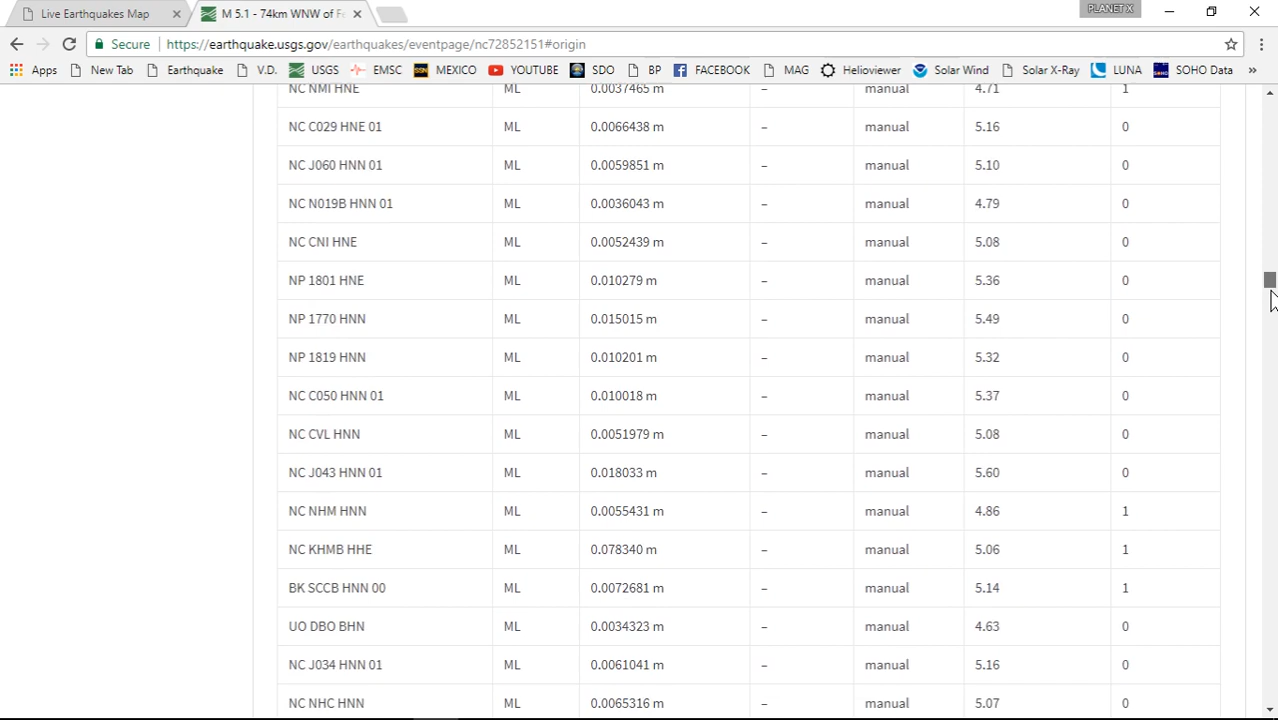 Live Earthquakes Map
M 5.1 - 74km WNW of Fe
PLANET X
Secure https://earthquake.usgs.gov/earthquakes/eventpage/nc72852151#origin
Apps New Tab Earthquake V.D. USGS EMSC MEXICO YOUTUBE SDO BP FACEBOOK MAG Helioviewer Solar Wind Solar X-Ray LUNA SOHO Data »
NC NMI HNE ML 0.0037465 m – manual 4.71 1
NC C029 HNE 01 ML 0.0066438 m – manual 5.16 0
NC J060 HNN 01 ML 0.0059851 m – manual 5.10 0
NC N019B HNN 01 ML 0.0036043 m – manual 4.79 0
NC CNI HNE ML 0.0052439 m – manual 5.08 0
NP 1801 HNE ML 0.010279 m – manual 5.36 0
NP 1770 HNN ML 0.015015 m – manual 5.49 0
NP 1819 HNN ML 0.010201 m – manual 5.32 0
NC C050 HNN 01 ML 0.010018 m – manual 5.37 0
NC CVL HNN ML 0.0051979 m – manual 5.08 0
NC J043 HNN 01 ML 0.018033 m – manual 5.60 0
NC NHM HNN ML 0.0055431 m – manual 4.86 1
NC KHMB HHE ML 0.078340 m – manual 5.06 1
BK SCCB HNN 00 ML 0.0072681 m – manual 5.14 1
UO DBO BHN ML 0.0034323 m – manual 4.63 0
NC J034 HNN 01 ML 0.0061041 m – manual 5.16 0
NC NHC HNN ML 0.0065316 m – manual 5.07 0